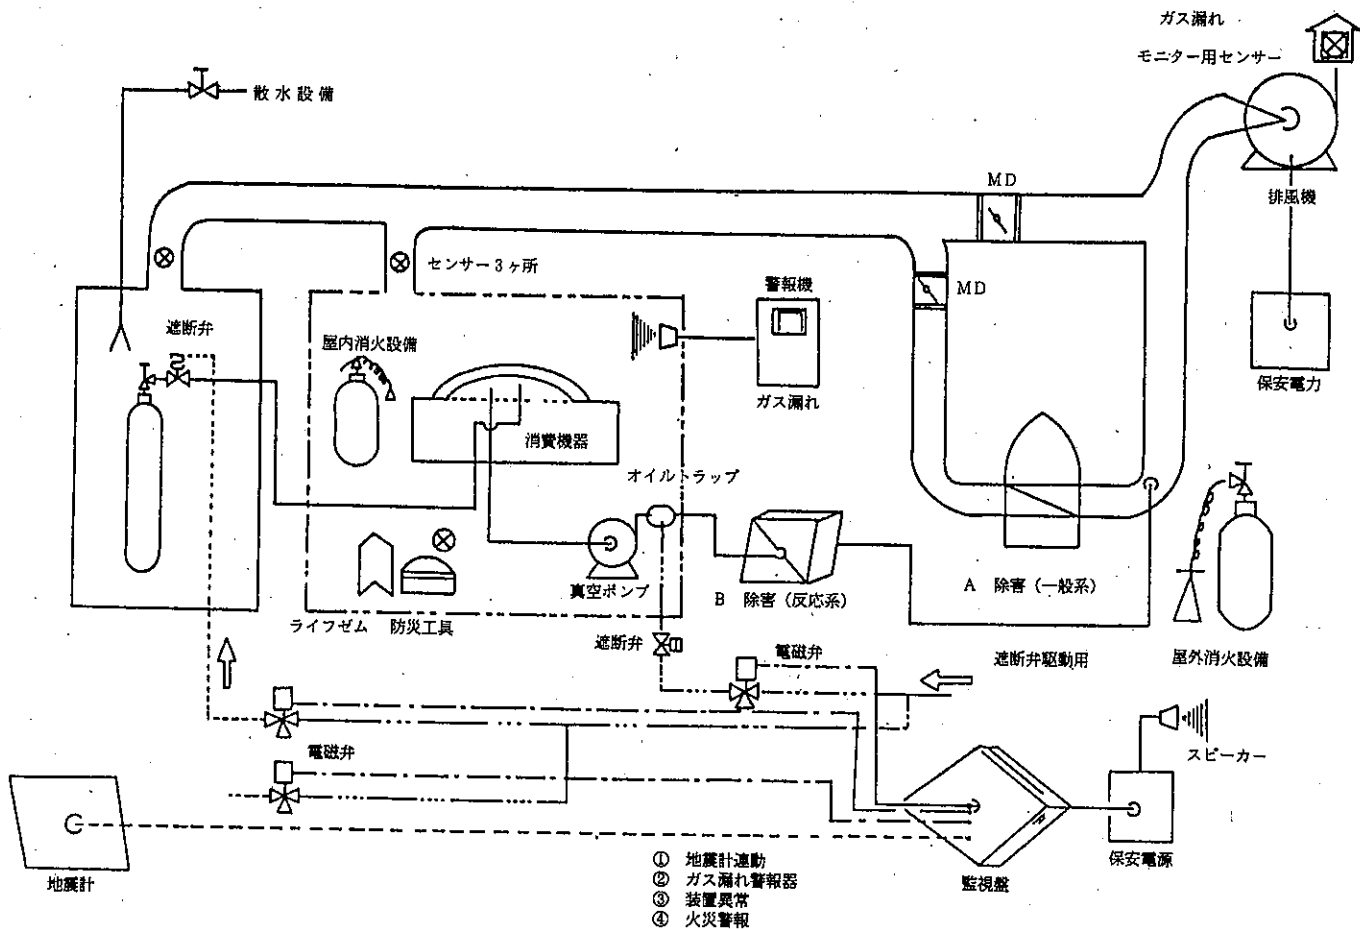 ガス漏れ
モニター用センサー
散水設備
MD
排風機
センサー3ヶ所
警報機
MD
遮断弁
屋内消火設備
保安電力
ガス漏れ
消費機器
オイルトラップ
真空ポンプ
B 除害(反応系)
A 除害(一般系)
ライフゼム 防災工具
遮断弁
電磁弁
遮断弁駆動用
屋外消火設備
電磁弁
スピーカー
地震計
監視盤
保安電源
① 地震計連動
② ガス漏れ警報器
③ 装置異常
④ 火災警報